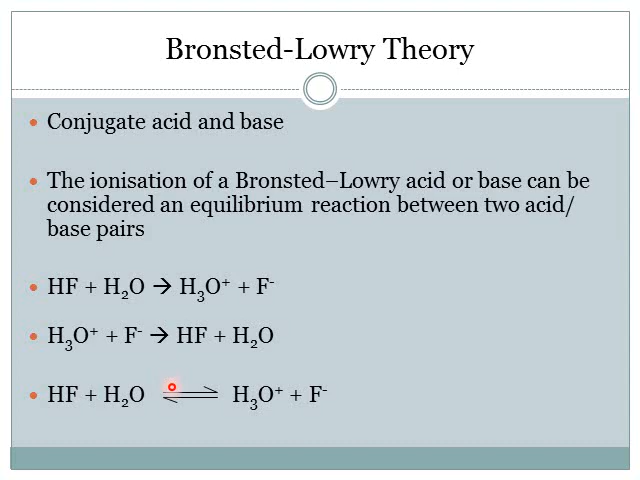 Bronsted-Lowry Theory
• Conjugate acid and base
• The ionisation of a Bronsted–Lowry acid or base can be
considered an equilibrium reaction between two acid/
base pairs
• HF + H₂O → H₃O⁺ + F⁻
• H₃O⁺ + F⁻ → HF + H₂O
• HF + H₂O ⇌ H₃O⁺ + F⁻